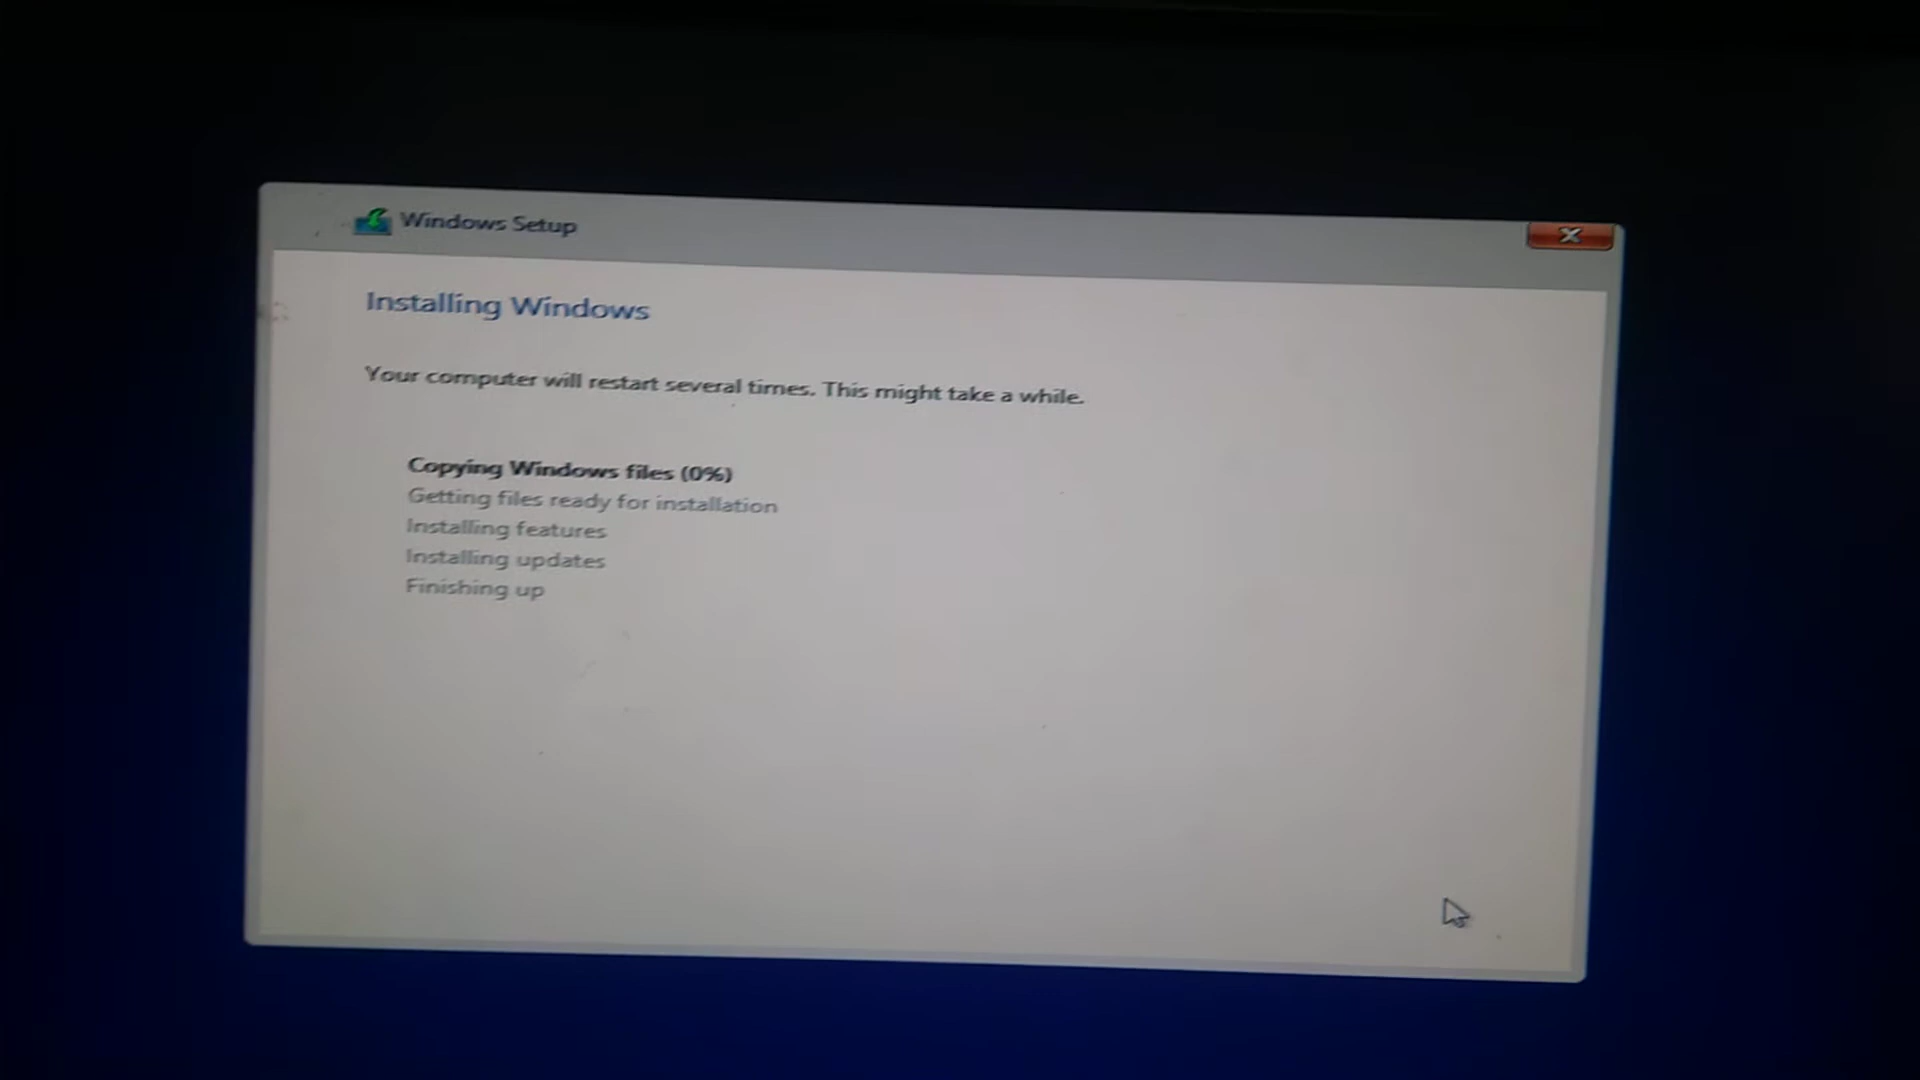 Windows Setup
Installing Windows
Your computer will restart several times. This might take a while.
Copying Windows files (0%)
Getting files ready for installation
Installing features
Installing updates
Finishing up